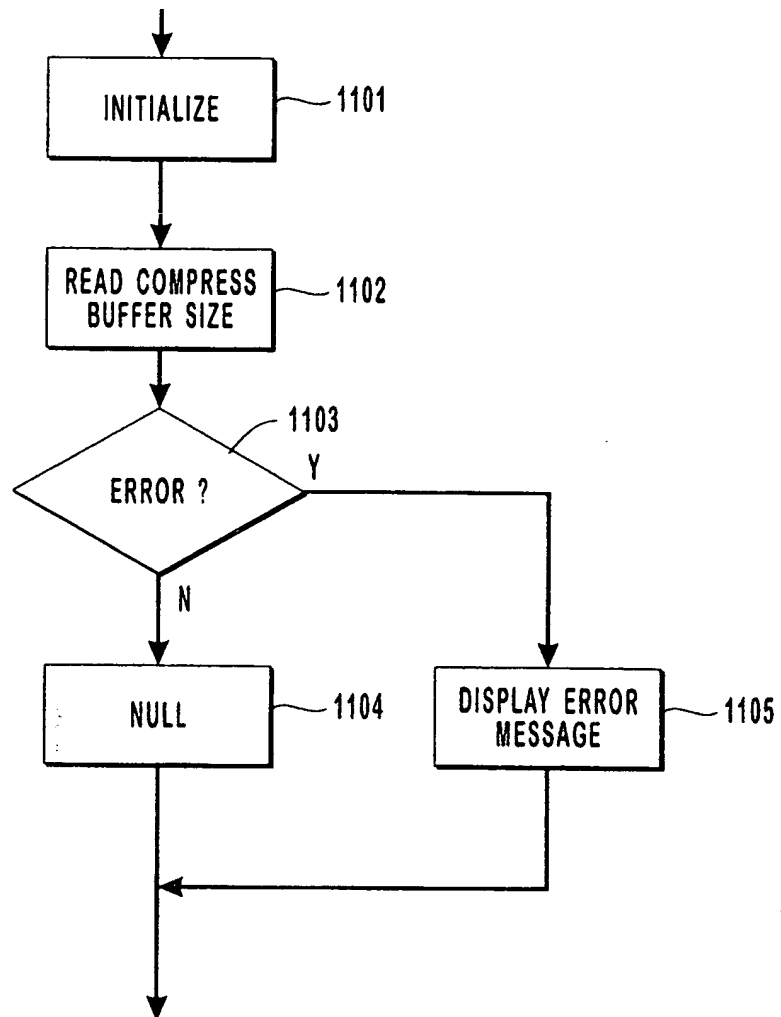 INITIALIZE
1101
READ COMPRESS
BUFFER SIZE
1102
1103
ERROR ?
Y
N
NULL
1104
DISPLAY ERROR
MESSAGE
1105